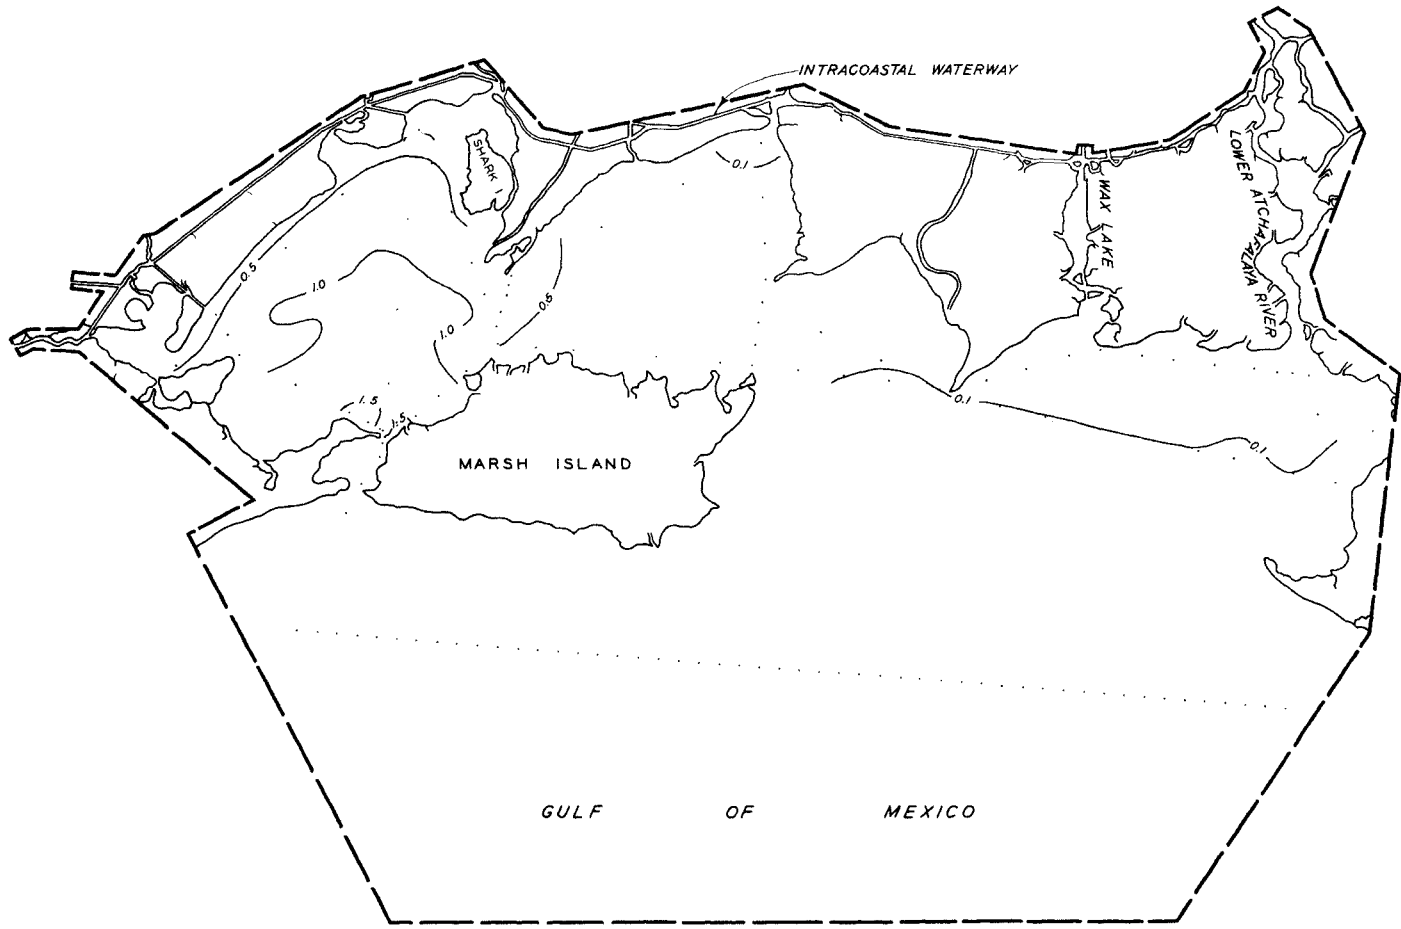 INTRACOASTAL WATERWAY
SHARK I.
0.1
LOWER ATCHAFALAYA RIVER
WAX LAKE
0.5
1.0
0.5
1.0
1.5
1.5
0.1
0.1
MARSH ISLAND
GULF OF MEXICO